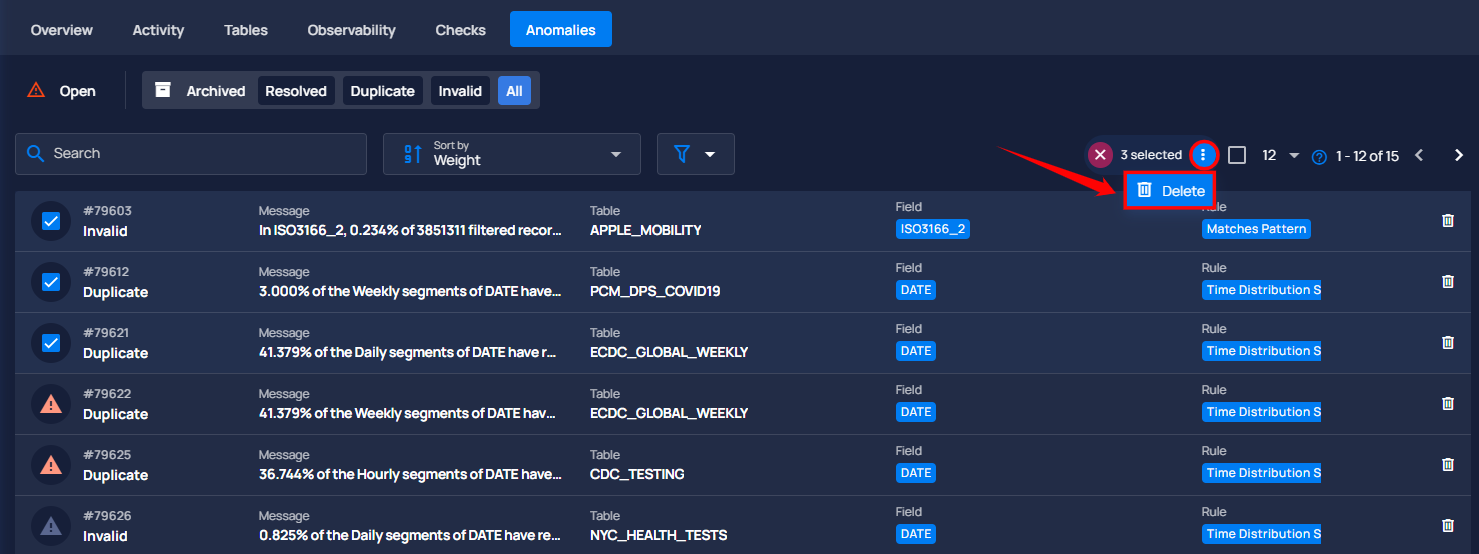 Overview Activity Tables Observability Checks Anomalies
Open Archived Resolved Duplicate Invalid All
Search Sort by
Weight
3 selected 12 1 - 12 of 15
Delete
#79603 Message Table Field Rule
Invalid In ISO3166_2, 0.234% of 3851311 filtered recor... APPLE_MOBILITY ISO3166_2 Matches Pattern
#79612 Message Table Field Rule
Duplicate 3.000% of the Weekly segments of DATE have... PCM_DPS_COVID19 DATE Time Distribution S
#79621 Message Table Field Rule
Duplicate 41.379% of the Daily segments of DATE have r... ECDC_GLOBAL_WEEKLY DATE Time Distribution S
#79622 Message Table Field Rule
Duplicate 41.379% of the Weekly segments of DATE hav... ECDC_GLOBAL_WEEKLY DATE Time Distribution S
#79625 Message Table Field Rule
Duplicate 36.744% of the Hourly segments of DATE have... CDC_TESTING DATE Time Distribution S
#79626 Message Table Field Rule
Invalid 0.825% of the Daily segments of DATE have re... NYC_HEALTH_TESTS DATE Time Distribution S